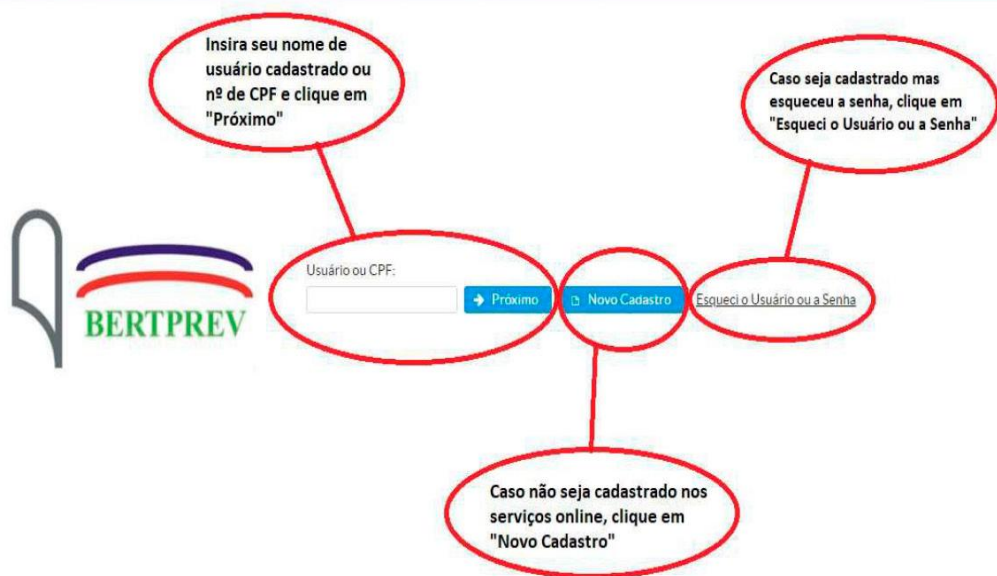 Insira seu nome de
usuário cadastrado ou
nº de CPF e clique em
"Próximo"
Caso seja cadastrado mas
esqueceu a senha, clique em
"Esqueci o Usuário ou a Senha"
BERTPREV
Usuário ou CPF:
Próximo
Novo Cadastro
Esqueci o Usuário ou a Senha
Caso não seja cadastrado nos
serviços online, clique em
"Novo Cadastro"